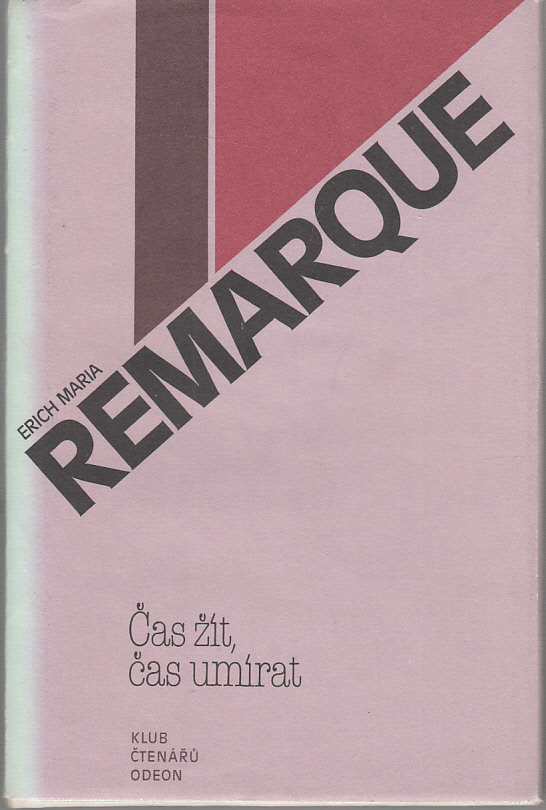 ERICH MARIA
REMARQUE
Čas žít,
čas umírat
KLUB
ČTENÁŘŮ
ODEON